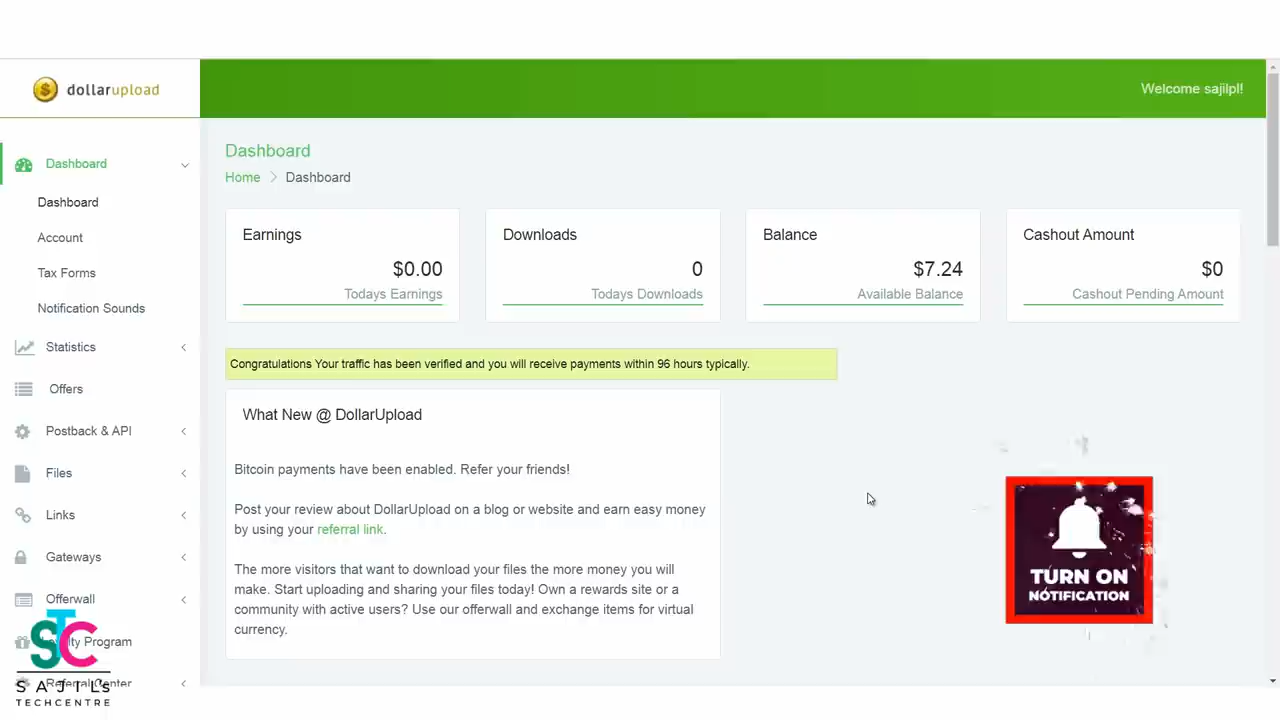 dollarupload
Welcome sajilpl!
Dashboard
Dashboard
Account
Tax Forms
Notification Sounds
Statistics
Offers
Postback & API
Files
Links
Gateways
Offerwall
Program
Referral Center
STC
SAJIL's
TECHCENTRE
Dashboard
Home > Dashboard
Earnings
$0.00
Todays Earnings
Downloads
0
Todays Downloads
Balance
$7.24
Available Balance
Cashout Amount
$0
Cashout Pending Amount
Congratulations Your traffic has been verified and you will receive payments within 96 hours typically.
What New @ DollarUpload
Bitcoin payments have been enabled. Refer your friends!
Post your review about DollarUpload on a blog or website and earn easy money
by using your referral link.
The more visitors that want to download your files the more money you will
make. Start uploading and sharing your files today! Own a rewards site or a
community with active users? Use our offerwall and exchange items for virtual
currency.
TURN ON
NOTIFICATION